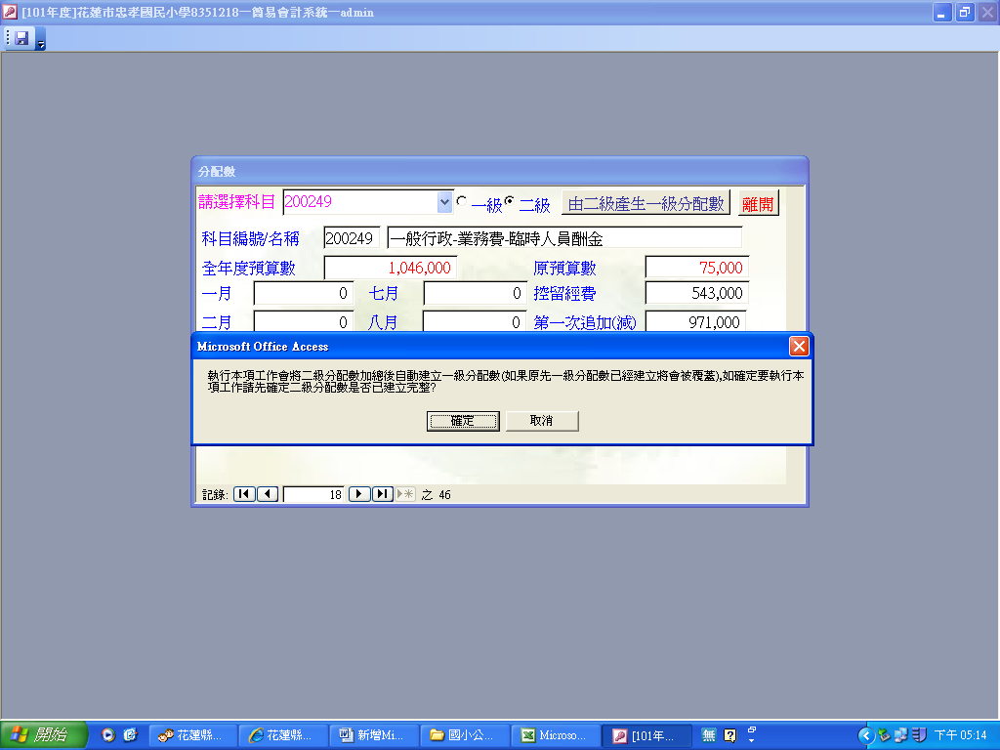 [101年度]花蓮市忠孝國民小學8351218—簡易會計系統—admin
分配數
請選擇科目 200249 一級 二級 由二級產生一級分配數 離開
科目編號/名稱 200249 一般行政-業務費-臨時人員酬金
全年度預算數 1,046,000 原預算數 75,000
一月 0 七月 0 控留經費 543,000
二月 0 八月 0 第一次追加(減) 971,000
Microsoft Office Access
執行本項工作會將二級分配數加總後自動建立一級分配數(如果原先一級分配數已經建立將會被覆蓋),如確定要執行本
項工作請先確定二級分配數是否已建立完整?
確定 取消
記錄: 18 之 46
開始 花蓮縣... 花蓮縣... 新增Mi... 國小公... Microso... [101年... 無 下午 05:14